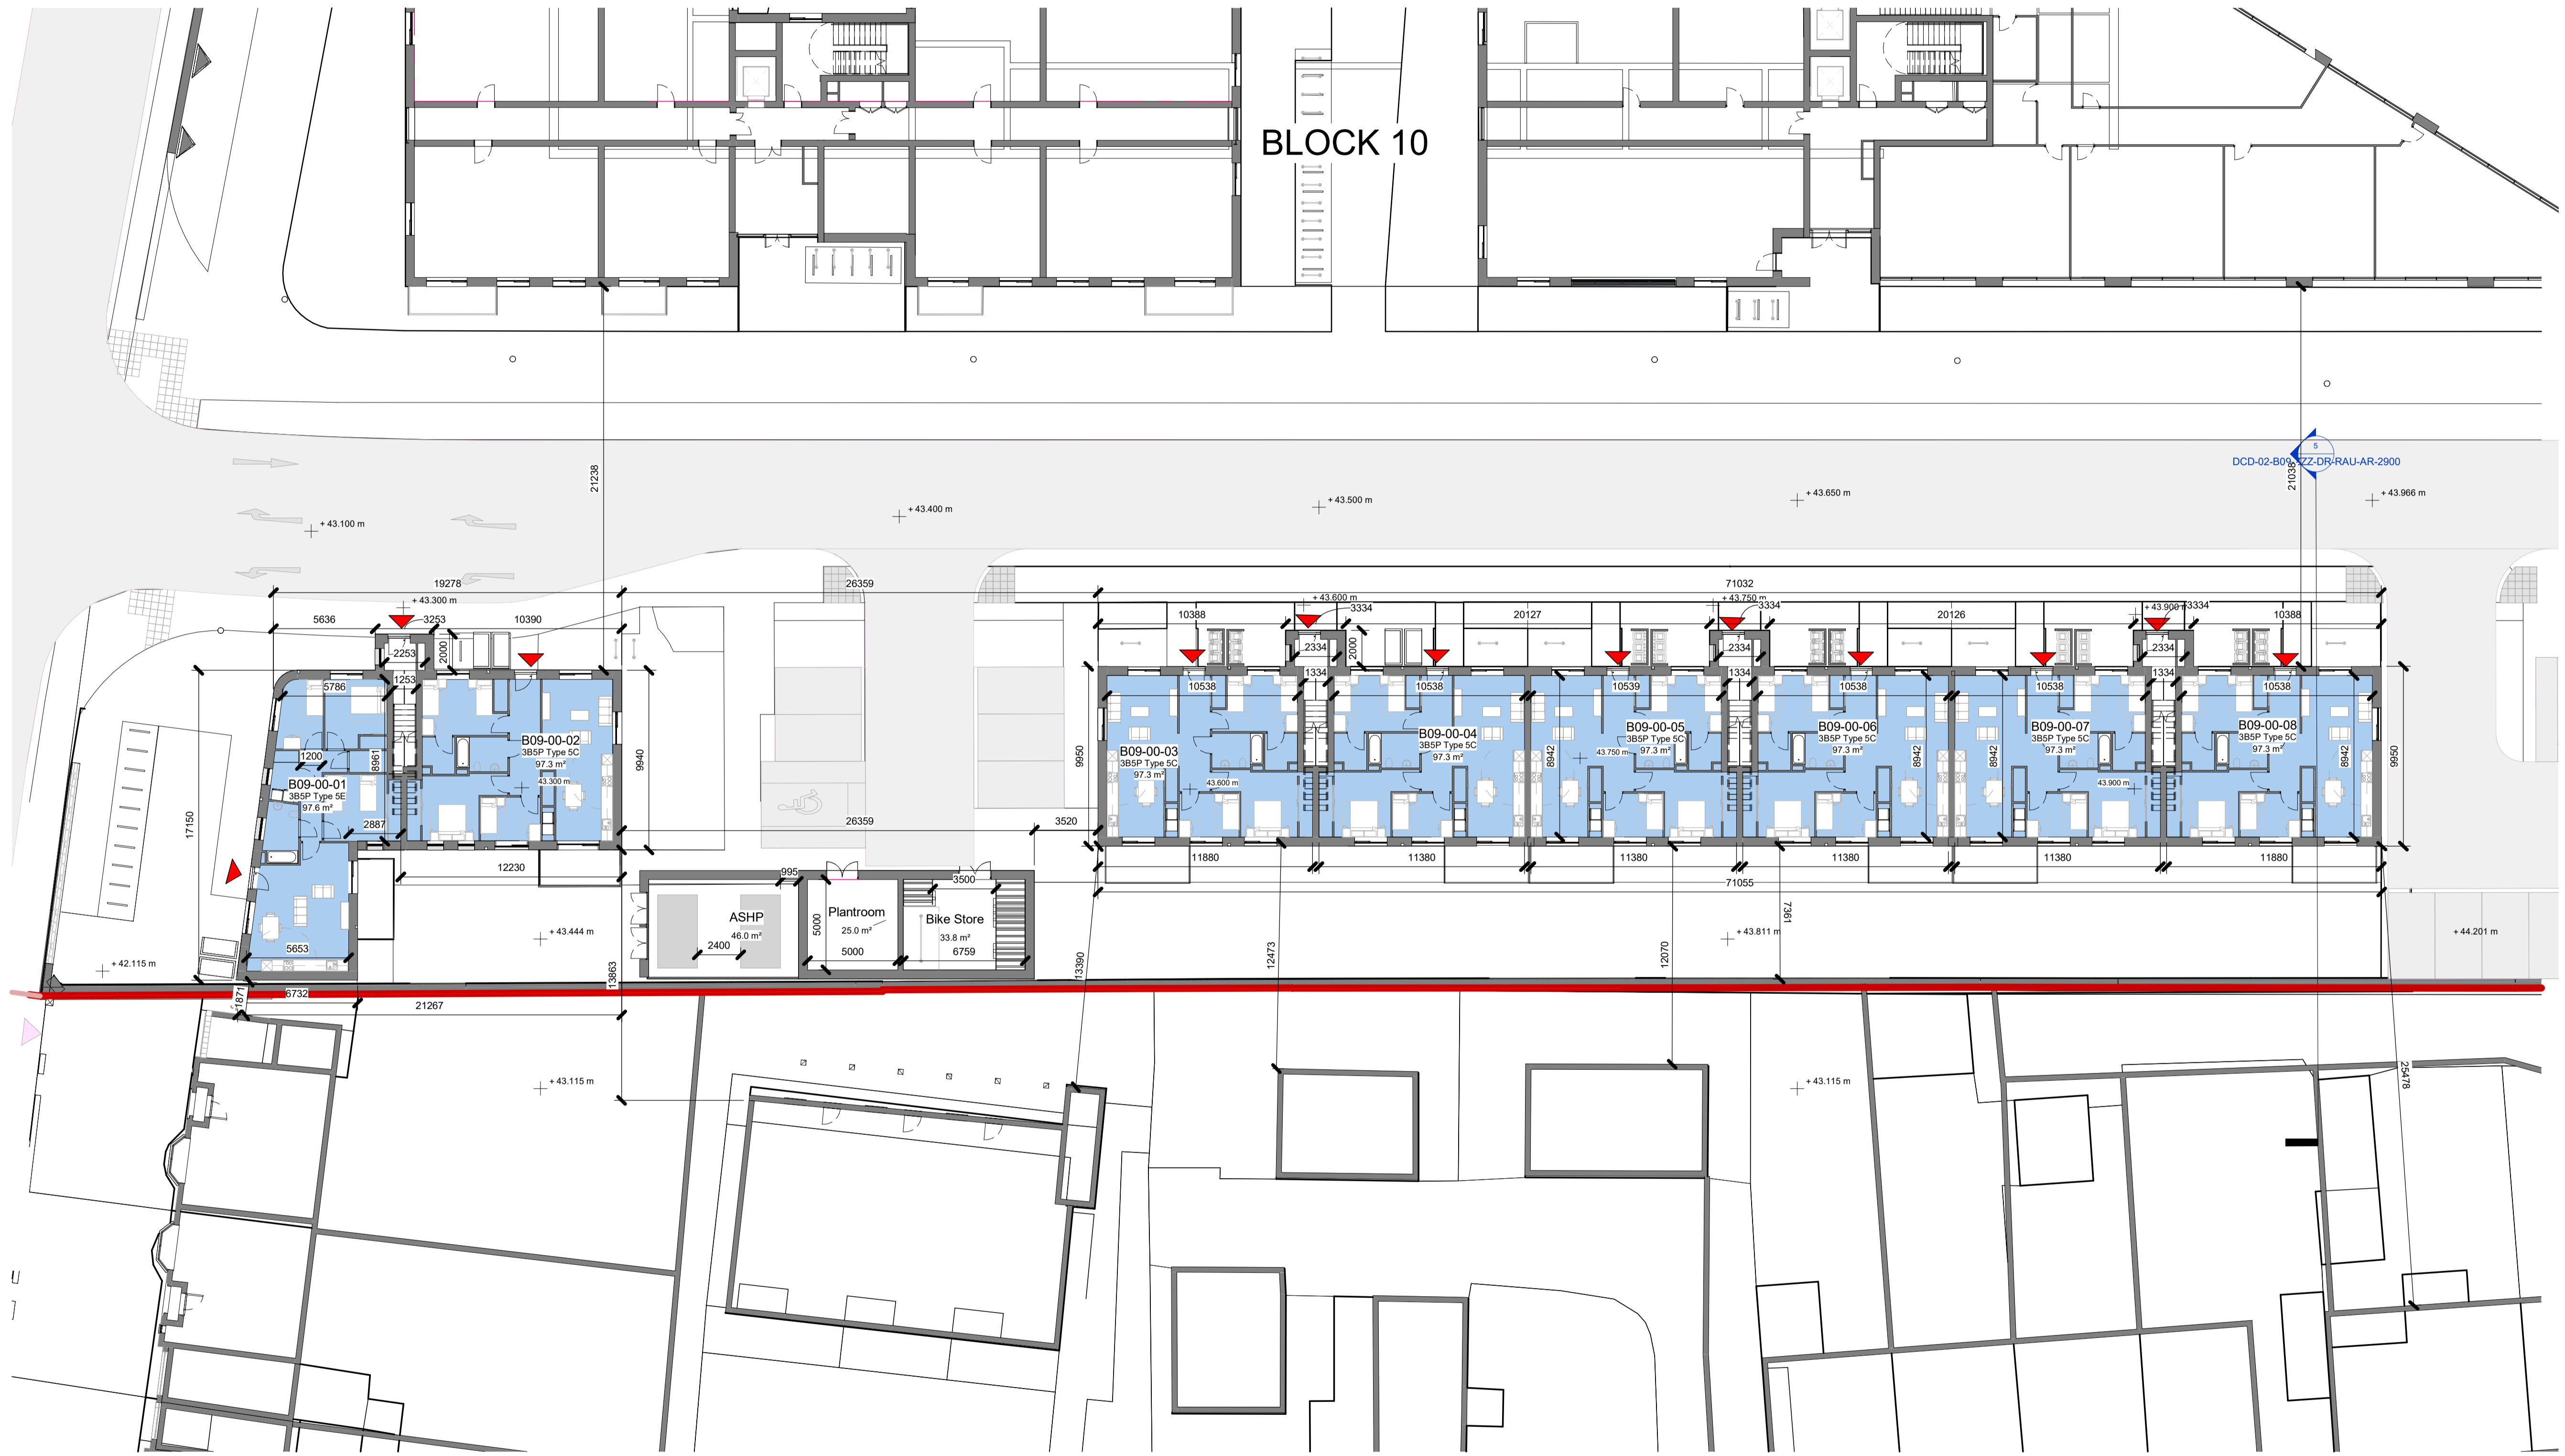 BLOCK 10
21238
21038
5
DCD-02-B09-ZZ-DR-RAU-AR-2900
+ 43.100 m
+ 43.400 m
+ 43.500 m
+ 43.650 m
+ 43.966 m
19278
26359
71032
+ 43.300 m
+ 43.600 m
+ 43.750 m
+ 43.900 m
5636
3253
10390
10388
3334
20127
3334
20126
3334
10388
2253
2000
2334
2000
2334
2334
5786
1253
10538
1334
10538
10539
1334
10538
10538
1334
10538
B09-00-01
3B5P Type 5E
97.6 m²
B09-00-02
3B5P Type 5C
97.3 m²
43.300 m
B09-00-03
3B5P Type 5C
97.3 m²
43.600 m
B09-00-04
3B5P Type 5C
97.3 m²
B09-00-05
3B5P Type 5C
97.3 m²
43.750 m
B09-00-06
3B5P Type 5C
97.3 m²
B09-00-07
3B5P Type 5C
97.3 m²
43.900 m
B09-00-08
3B5P Type 5C
97.3 m²
1200
8961
9940
9950
8942
8942
8942
8942
9950
17150
2887
26359
3520
12230
11880
11380
11380
11380
11380
11880
71055
995
3500
ASHP
46.0 m²
2400
Plantroom
25.0 m²
5000
5000
Bike Store
33.8 m²
6759
5653
+ 42.115 m
+ 43.444 m
+ 43.811 m
+ 44.201 m
7361
13863
13390
12473
12070
1871
6732
21267
+ 43.115 m
+ 43.115 m
25478